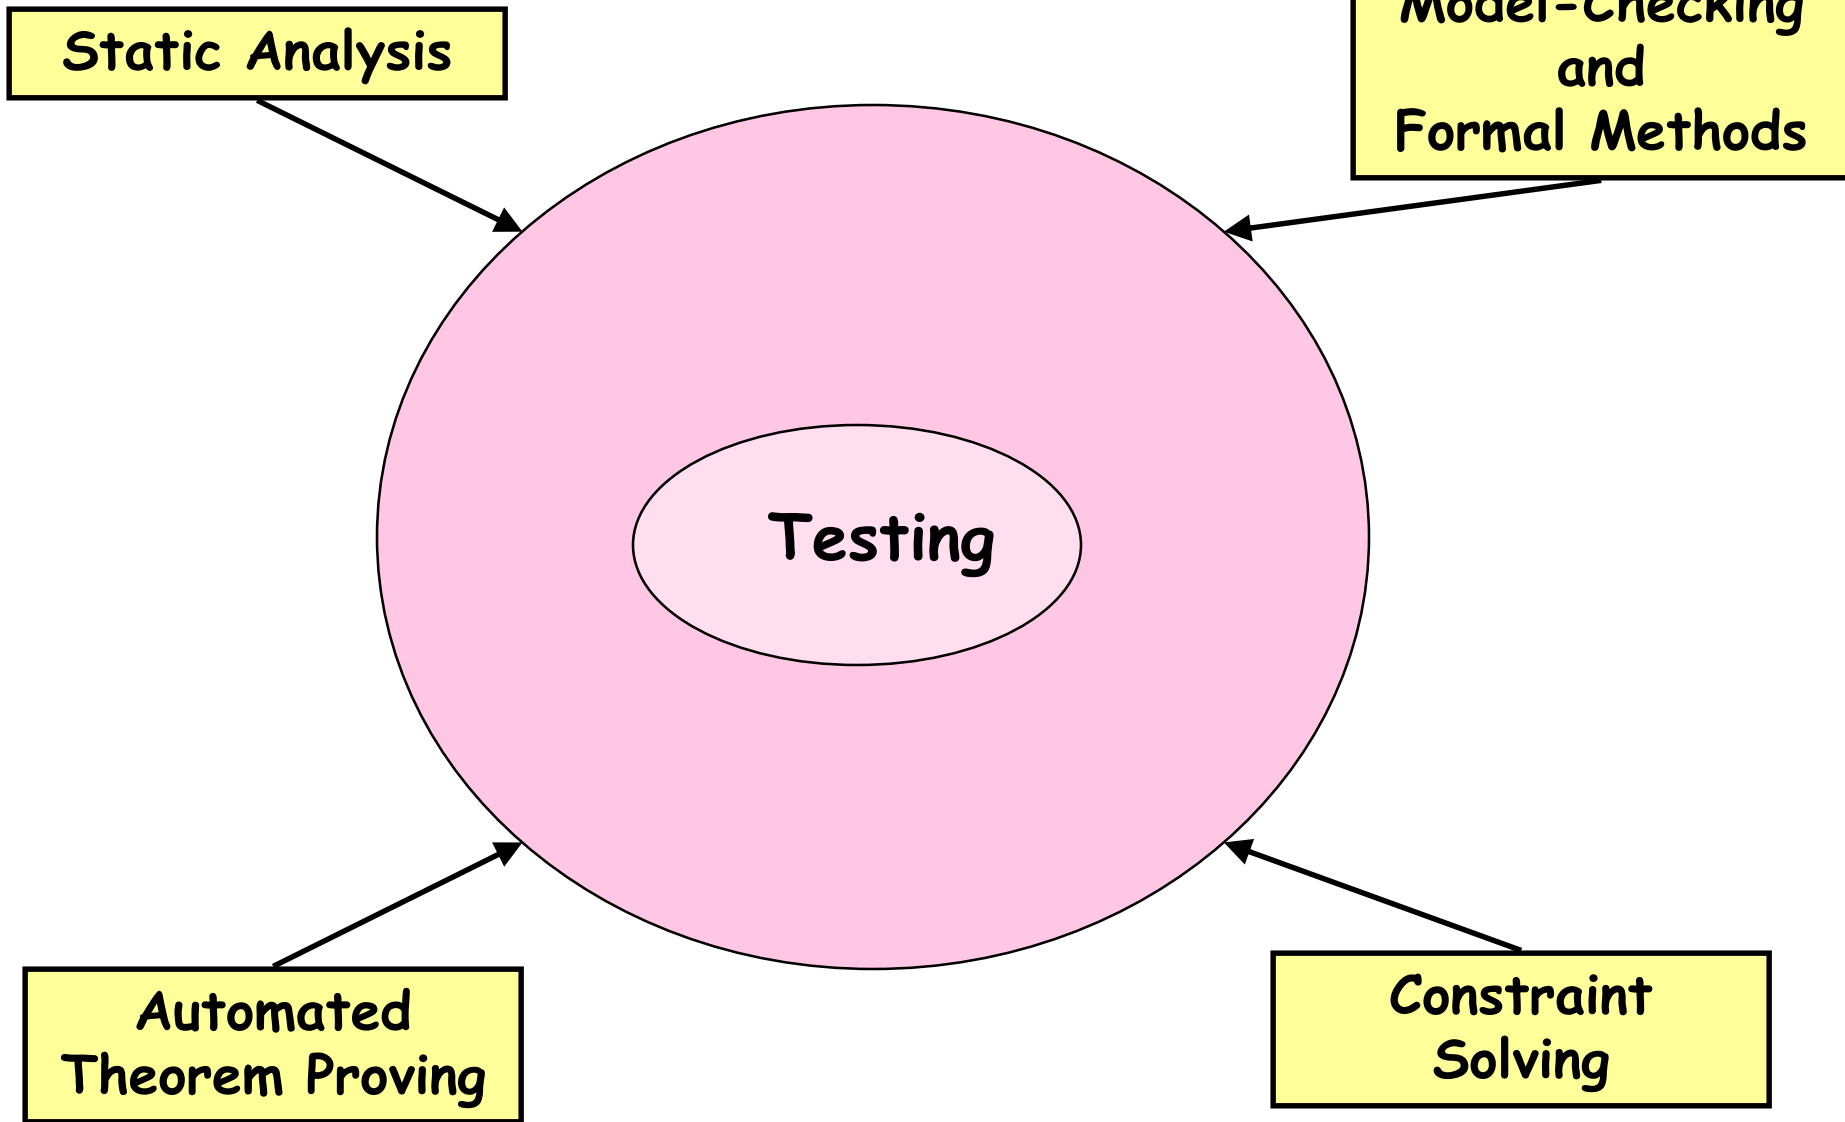 Static Analysis
Model-Checking
and
Formal Methods
Testing
Automated
Theorem Proving
Constraint
Solving